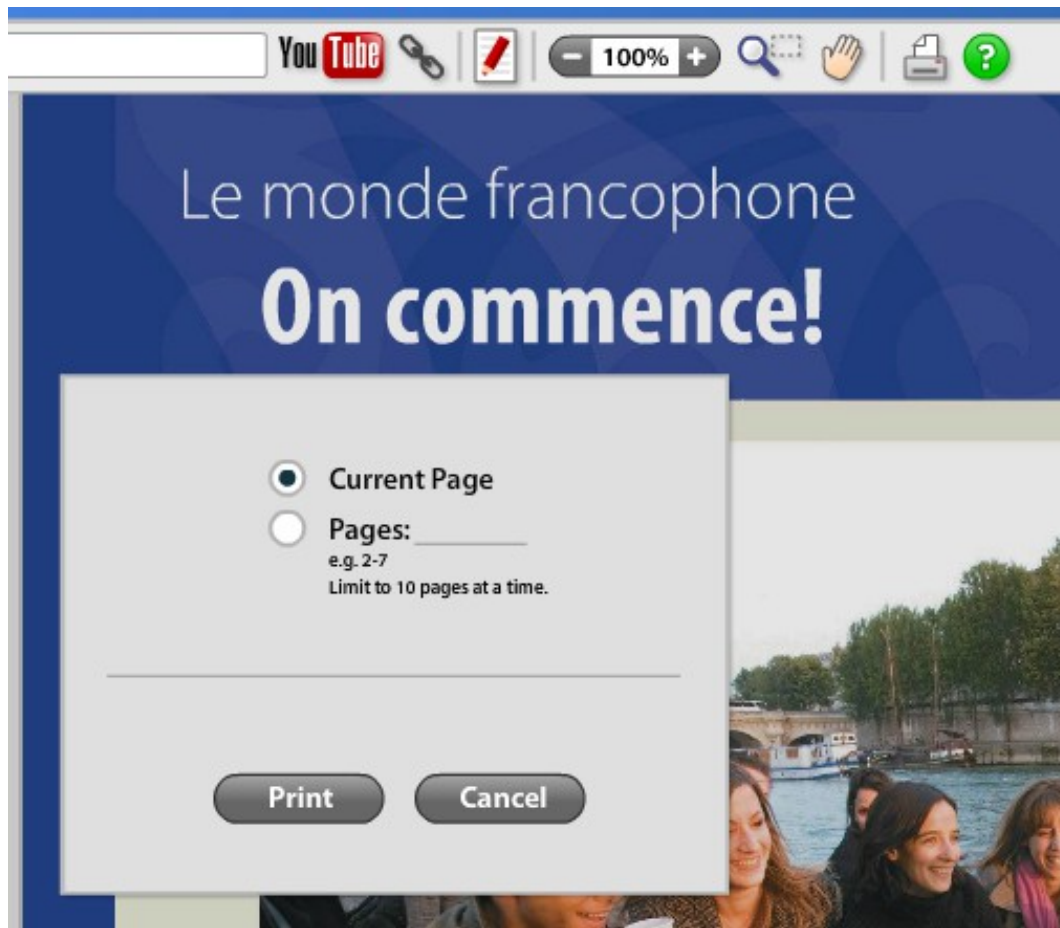 YouTube
100%
?
Le monde francophone
On commence!
Current Page
Pages:
e.g. 2-7
Limit to 10 pages at a time.
Print
Cancel